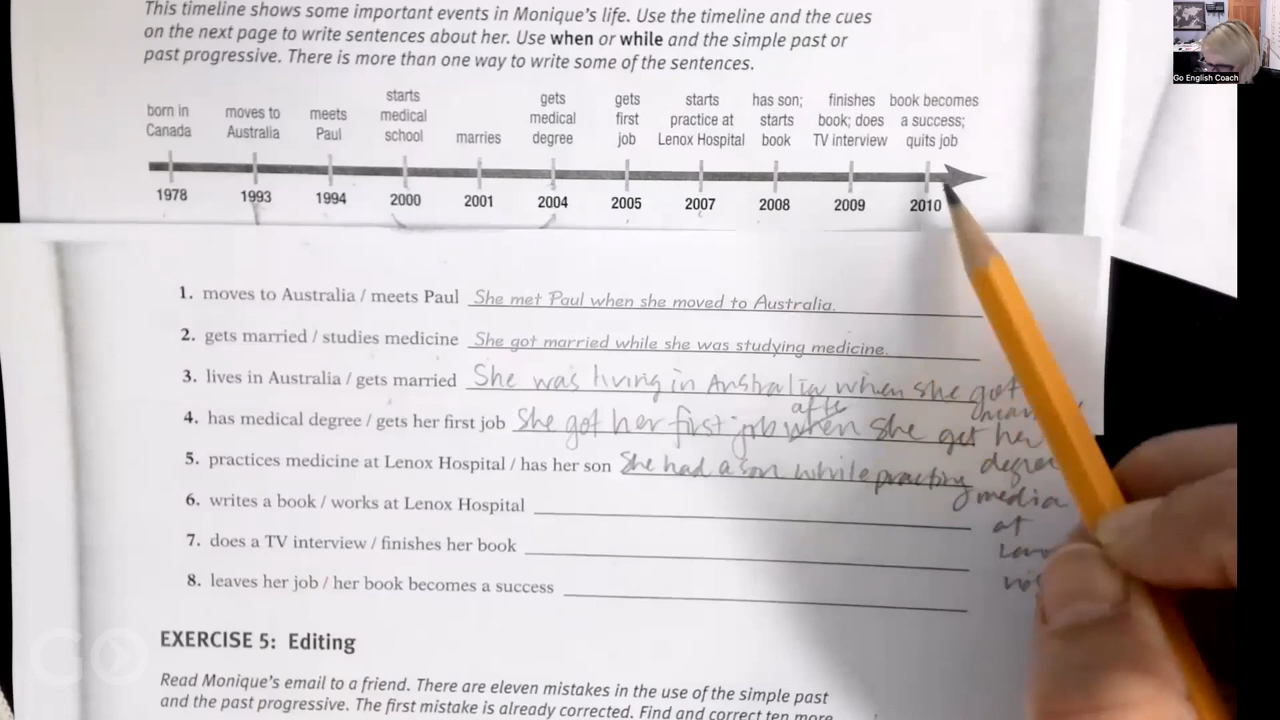 This timeline shows some important events in Monique's life. Use the timeline and the cues
on the next page to write sentences about her. Use when or while and the simple past or
past progressive. There is more than one way to write some of the sentences.
born in Canada
moves to Australia
meets Paul
starts medical school
marries
gets medical degree
gets first job
starts practice at Lenox Hospital
has son; starts book
finishes book; does TV interview
book becomes a success; quits job
1978 1993 1994 2000 2001 2004 2005 2007 2008 2009 2010
1. moves to Australia / meets Paul She met Paul when she moved to Australia.
2. gets married / studies medicine She got married while she was studying medicine.
3. lives in Australia / gets married She was living in Australia when she got
after
4. has medical degree / gets her first job She got her first job when she get her
degree
5. practices medicine at Lenox Hospital / has her son She had a son while practing
at
6. writes a book / works at Lenox Hospital
7. does a TV interview / finishes her book
8. leaves her job / her book becomes a success
EXERCISE 5: Editing
Read Monique's email to a friend. There are eleven mistakes in the use of the simple past
and the past progressive. The first mistake is already corrected. Find and correct ten more
Go English Coach
GO